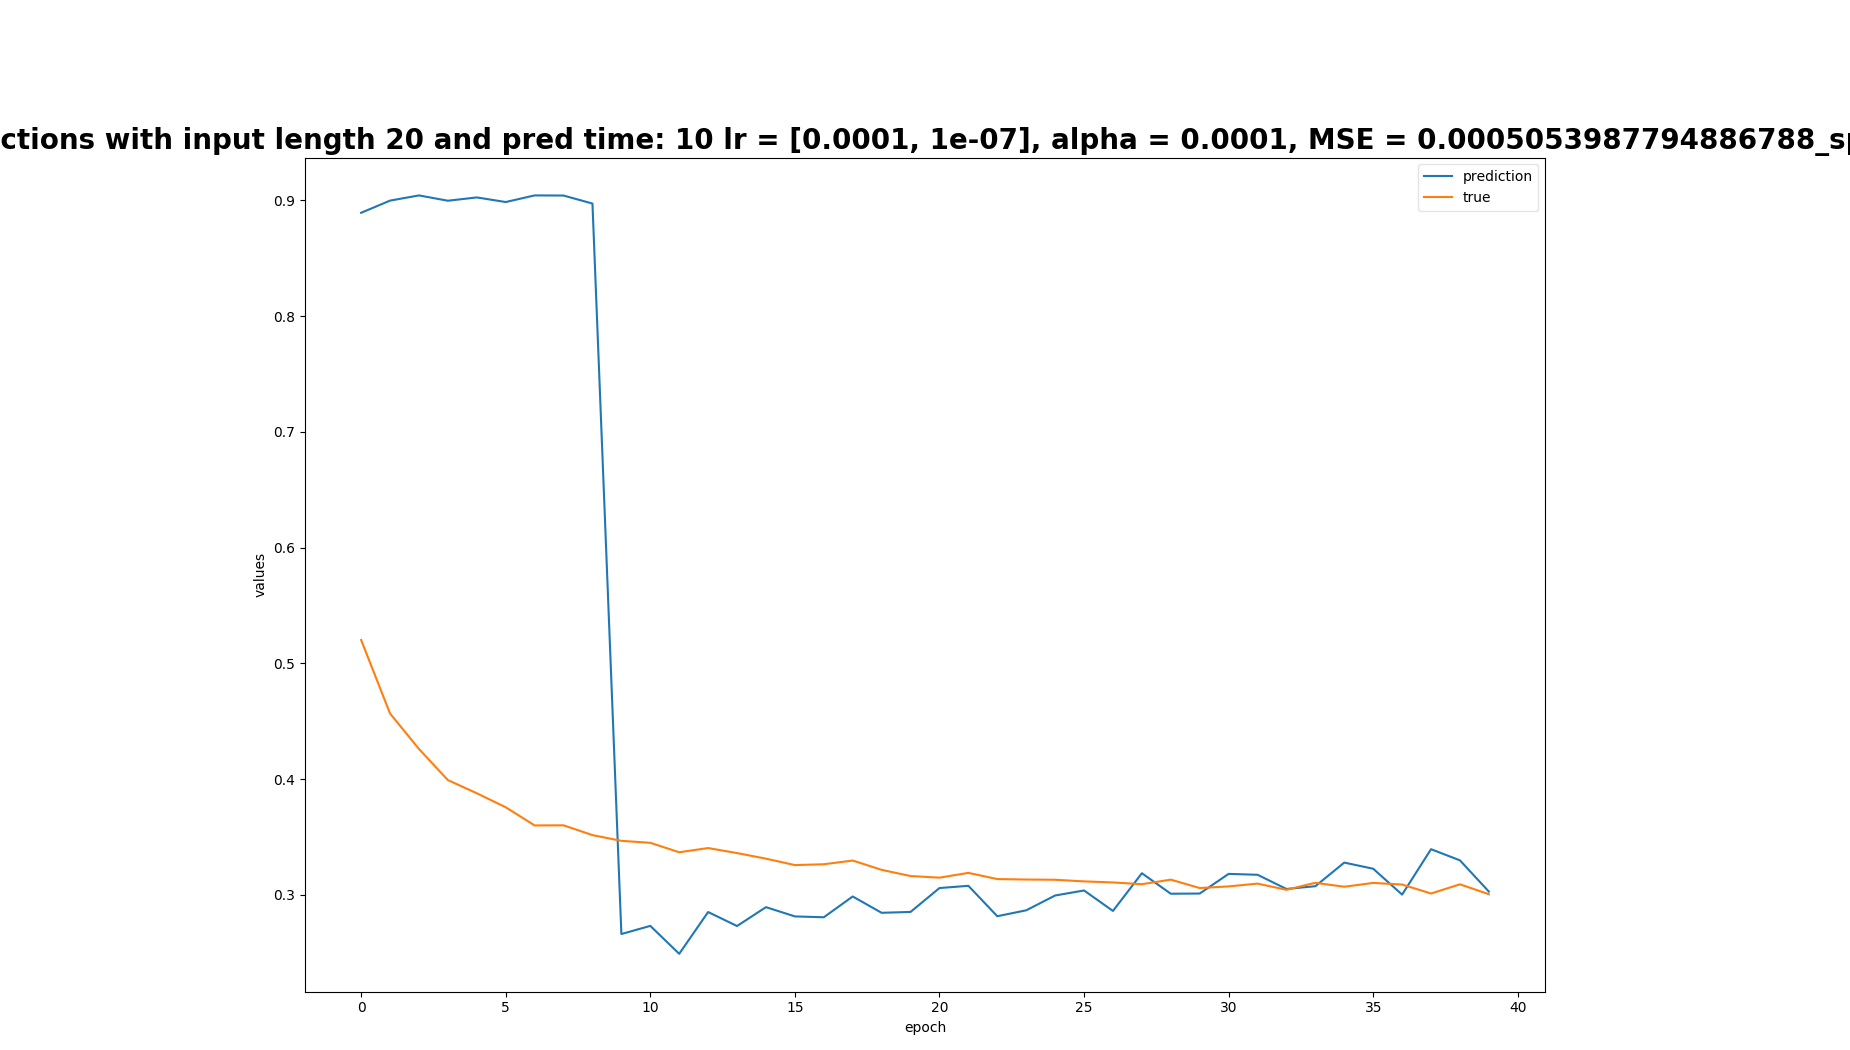 ctions with input length 20 and pred time: 10 lr = [0.0001, 1e-07], alpha = 0.0001, MSE = 0.0005053987794886788_sp
prediction
true
0.9
0.8
0.7
0.6
0.5
0.4
0.3
values
0 5 10 15 20 25 30 35 40
epoch